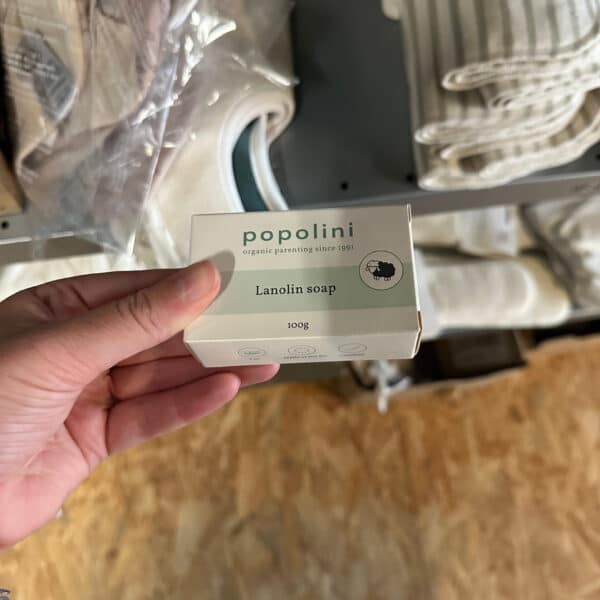 popolini
organic parenting since 1991
Lanolin soap
100g